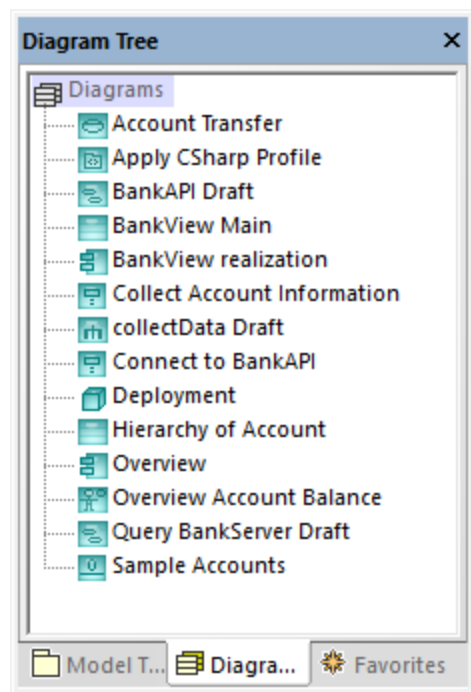 Diagram Tree
Diagrams
Account Transfer
Apply CSharp Profile
BankAPI Draft
BankView Main
BankView realization
Collect Account Information
collectData Draft
Connect to BankAPI
Deployment
Hierarchy of Account
Overview
Overview Account Balance
Query BankServer Draft
Sample Accounts
Model T... Diagra... Favorites